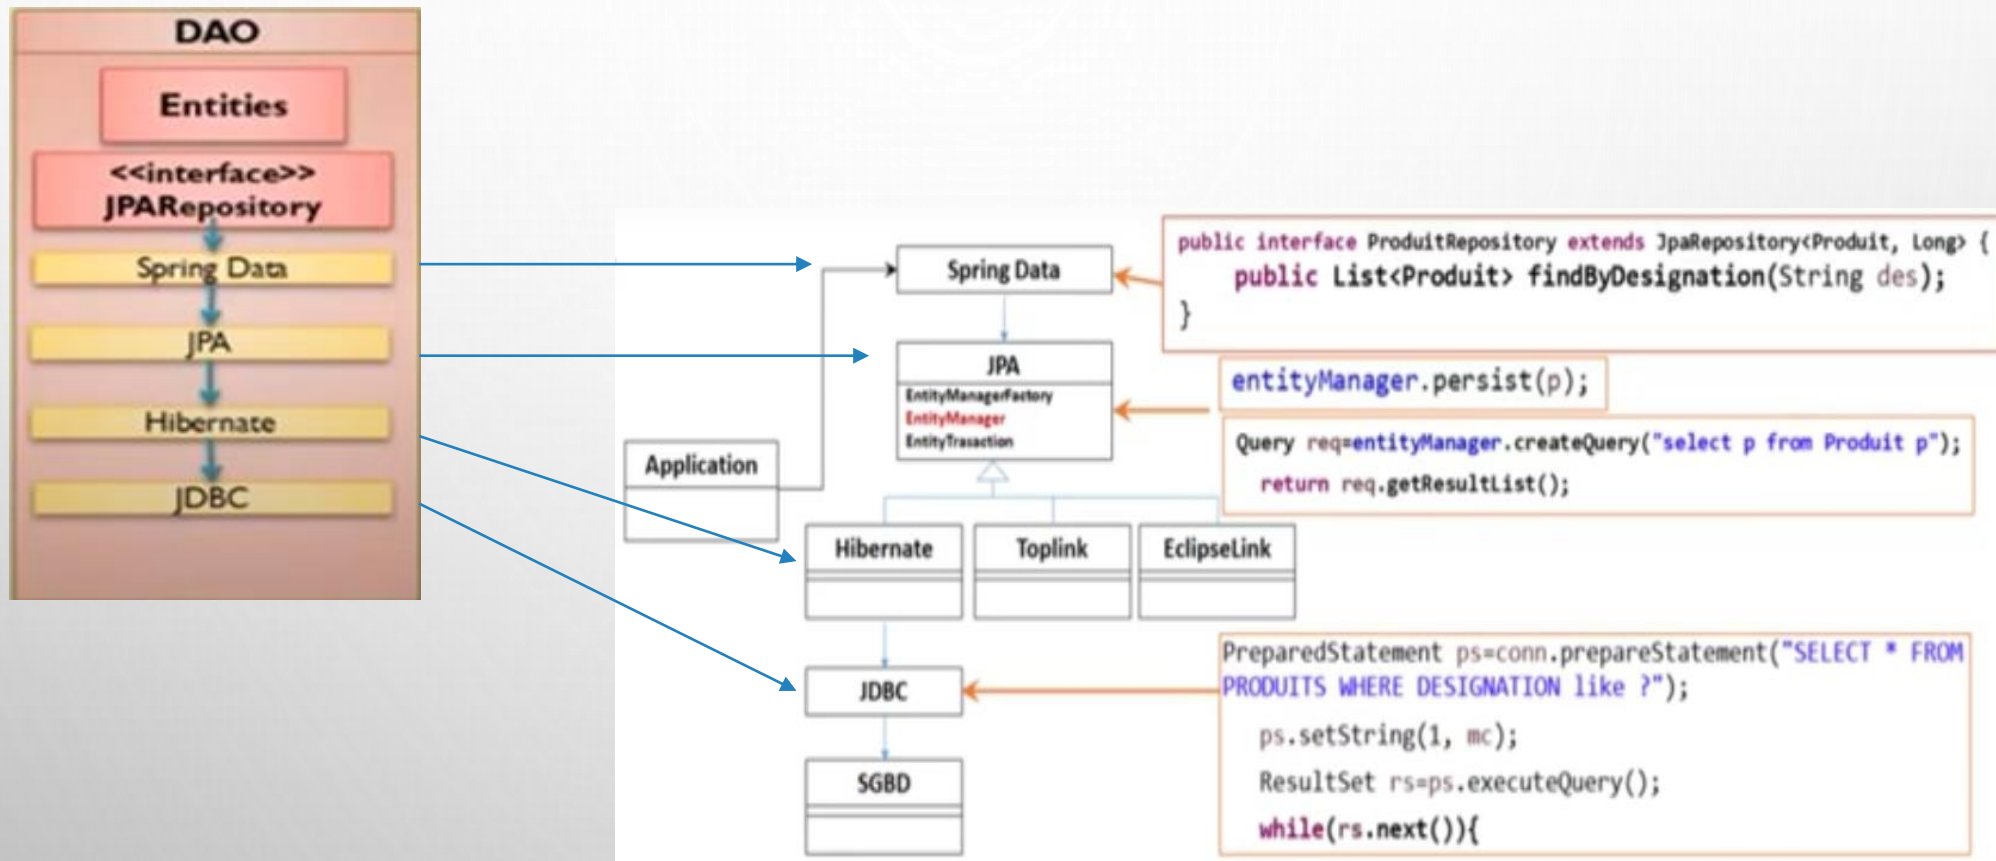 DAO
Entities
<<interface>>
JPARepository
Spring Data
JPA
Hibernate
JDBC
Application
Spring Data
JPA
EntityManagerFactory
EntityManager
EntityTrasaction
Hibernate
Toplink
EclipseLink
JDBC
SGBD
public interface ProduitRepository extends JpaRepository<Produit, Long> {
public List<Produit> findByDesignation(String des);
}
entityManager.persist(p);
Query req=entityManager.createQuery("select p from Produit p");
return req.getResultList();
PreparedStatement ps=conn.prepareStatement("SELECT * FROM
PRODUITS WHERE DESIGNATION like ?");
ps.setString(1, mc);
ResultSet rs=ps.executeQuery();
while(rs.next()){